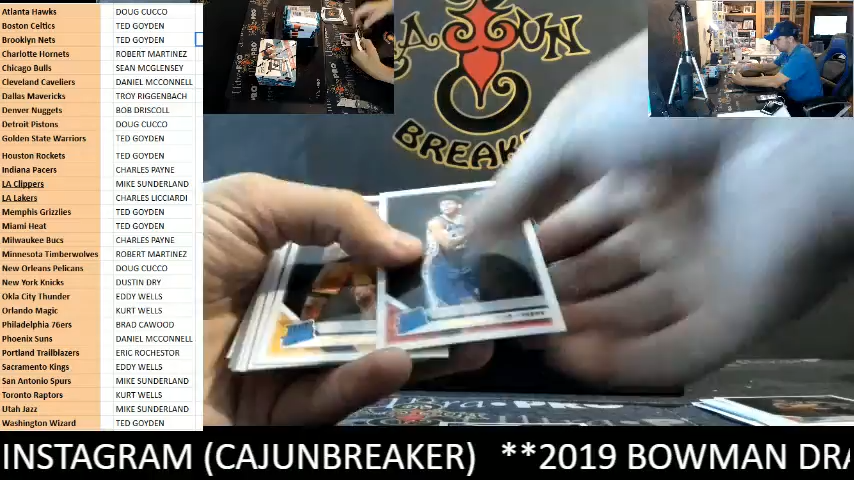 Atlanta Hawks DOUG CUCCO
Boston Celtics TED GOYDEN
Brooklyn Nets TED GOYDEN
Charlotte Hornets ROBERT MARTINEZ
Chicago Bulls SEAN MCGLENSEY
Cleveland Caveliers DANIEL MCCONNELL
Dallas Mavericks TROY RIGGENBACH
Denver Nuggets BOB DRISCOLL
Detroit Pistons DOUG CUCCO
Golden State Warriors TED GOYDEN
Houston Rockets TED GOYDEN
Indiana Pacers CHARLES PAYNE
LA Clippers MIKE SUNDERLAND
LA Lakers CHARLES LICCIARDI
Memphis Grizzlies TED GOYDEN
Miami Heat TED GOYDEN
Milwaukee Bucs CHARLES PAYNE
Minnesota Timberwolves ROBERT MARTINEZ
New Orleans Pelicans DOUG CUCCO
New York Knicks DUSTIN DRY
Okla City Thunder EDDY WELLS
Orlando Magic KURT WELLS
Philadelphia 76ers BRAD CAWOOD
Phoenix Suns DANIEL MCCONNELL
Portland Trailblazers ERIC ROCHESTOR
Sacramento Kings EDDY WELLS
San Antonio Spurs MIKE SUNDERLAND
Toronto Raptors KURT WELLS
Utah Jazz MIKE SUNDERLAND
Washington Wizard TED GOYDEN
UN
BREAK
PRO
INSTAGRAM (CAJUNBREAKER) **2019 BOWMAN DRA